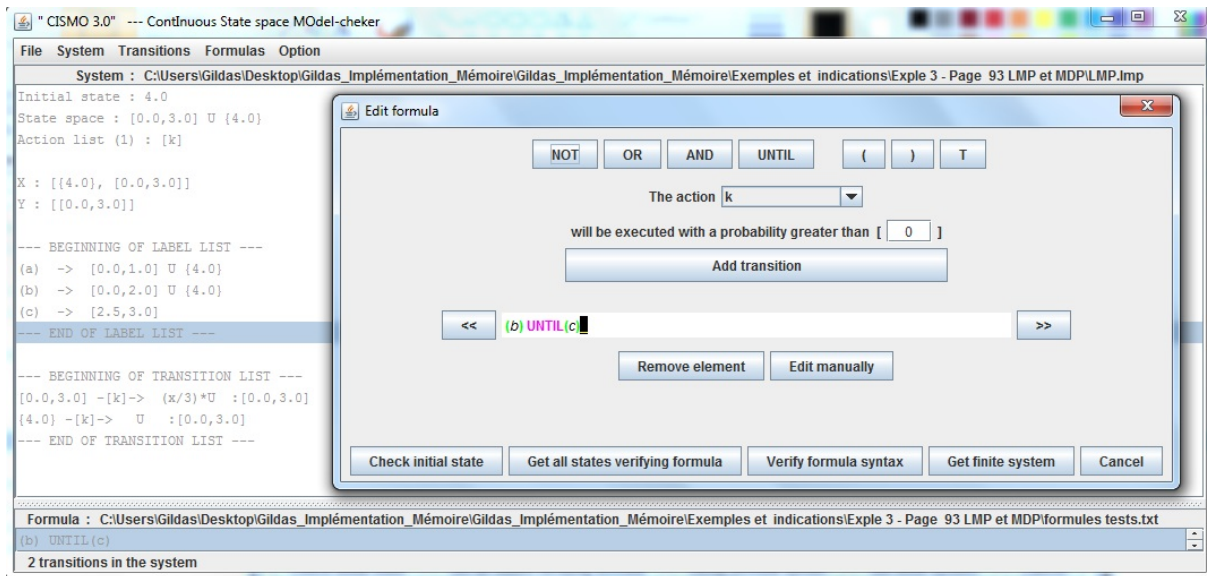 " CISMO 3.0" --- ContInuous State space MOdel-cheker
File System Transitions Formulas Option
System : C:\Users\Gildas\Desktop\Gildas_Implémentation_Mémoire\Gildas_Implémentation_Mémoire\Exemples et indications\Exple 3 - Page 93 LMP et MDP\LMP.lmp
Initial state : 4.0
State space : [0.0,3.0] U {4.0}
Action list (1) : [k]
X : [{4.0}, [0.0,3.0]]
Y : [[0.0,3.0]]
--- BEGINNING OF LABEL LIST ---
(a) -> [0.0,1.0] U {4.0}
(b) -> [0.0,2.0] U {4.0}
(c) -> [2.5,3.0]
--- END OF LABEL LIST ---
--- BEGINNING OF TRANSITION LIST ---
[0.0,3.0] -[k]-> (x/3)*U :[0.0,3.0]
{4.0} -[k]-> U :[0.0,3.0]
--- END OF TRANSITION LIST ---
Edit formula
NOT OR AND UNTIL ( ) T
The action k
will be executed with a probability greater than [ 0 ]
Add transition
<< (b) UNTIL(c) >>
Remove element Edit manually
Check initial state Get all states verifying formula Verify formula syntax Get finite system Cancel
Formula : C:\Users\Gildas\Desktop\Gildas_Implémentation_Mémoire\Gildas_Implémentation_Mémoire\Exemples et indications\Exple 3 - Page 93 LMP et MDP\formules tests.txt
(b) UNTIL(c)
2 transitions in the system